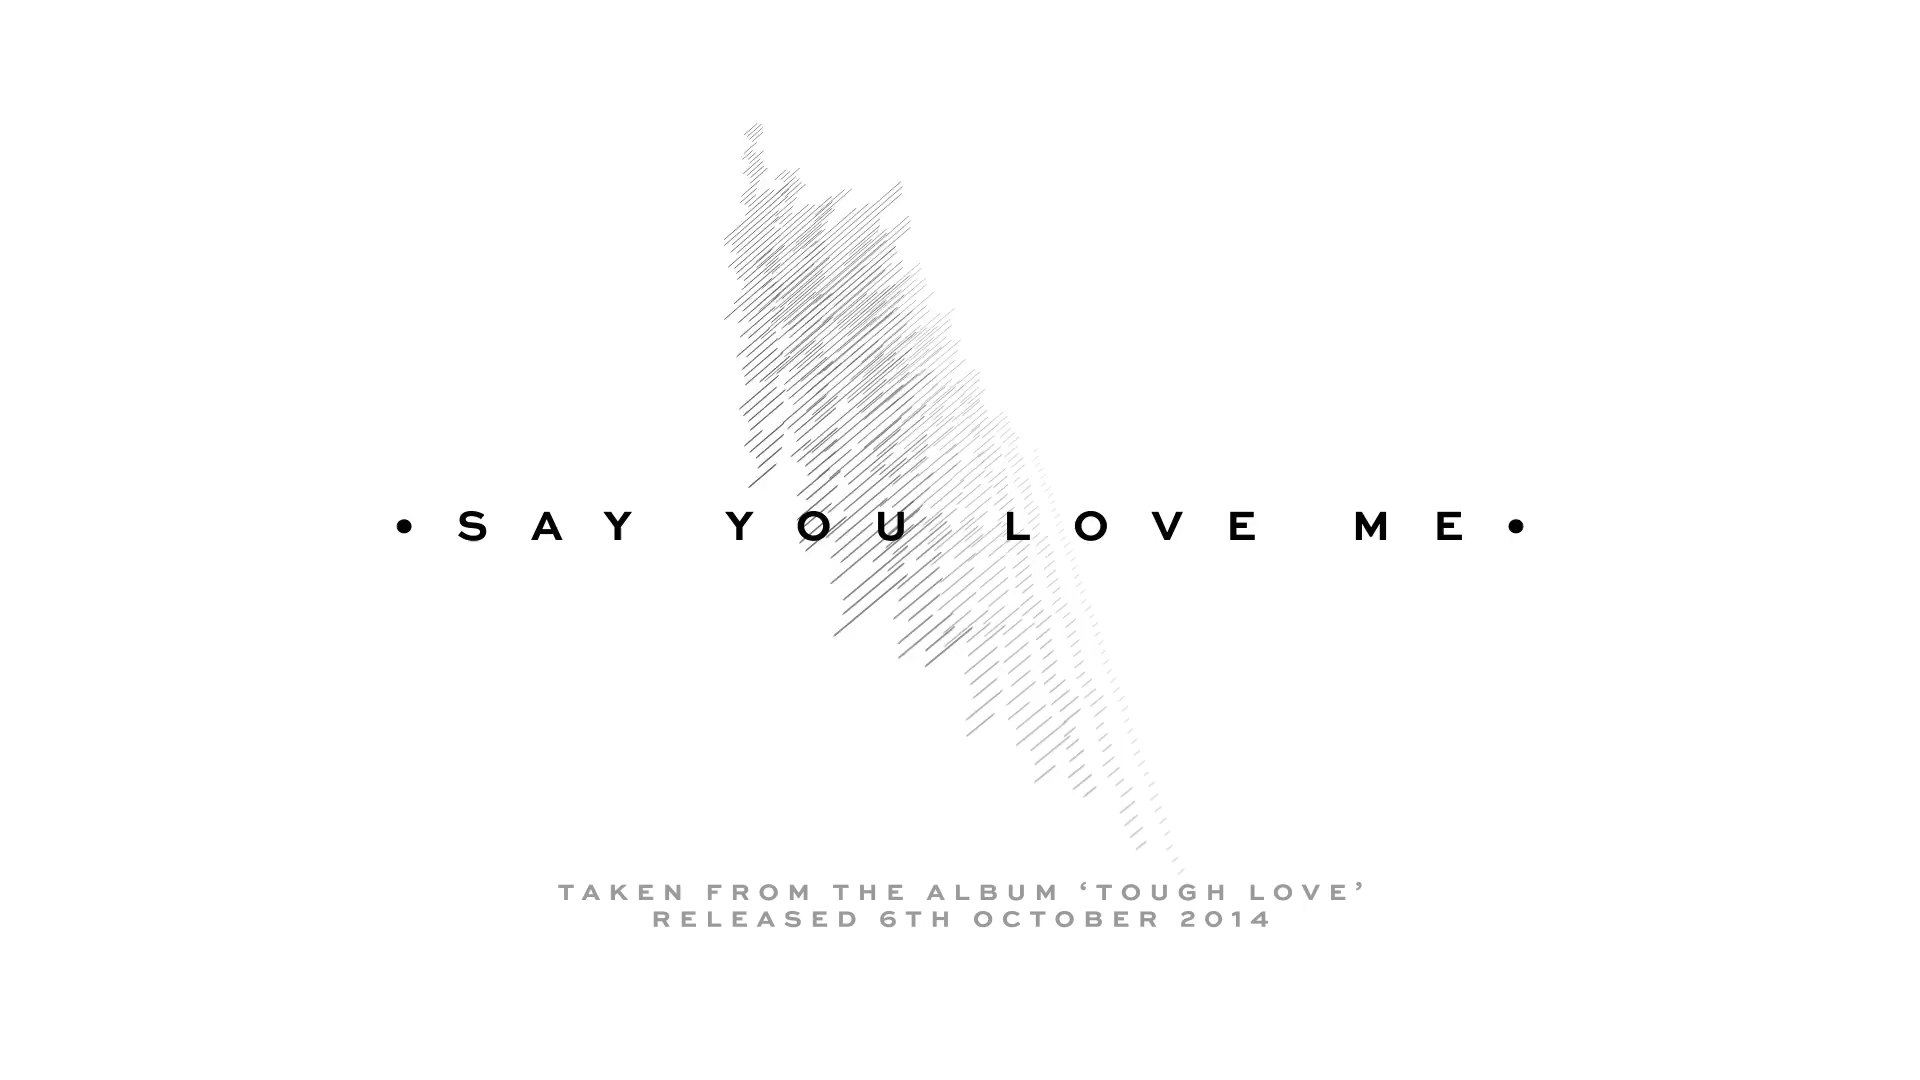 • SAY YOU LOVE ME •
TAKEN FROM THE ALBUM ‘TOUGH LOVE’
RELEASED 6TH OCTOBER 2014